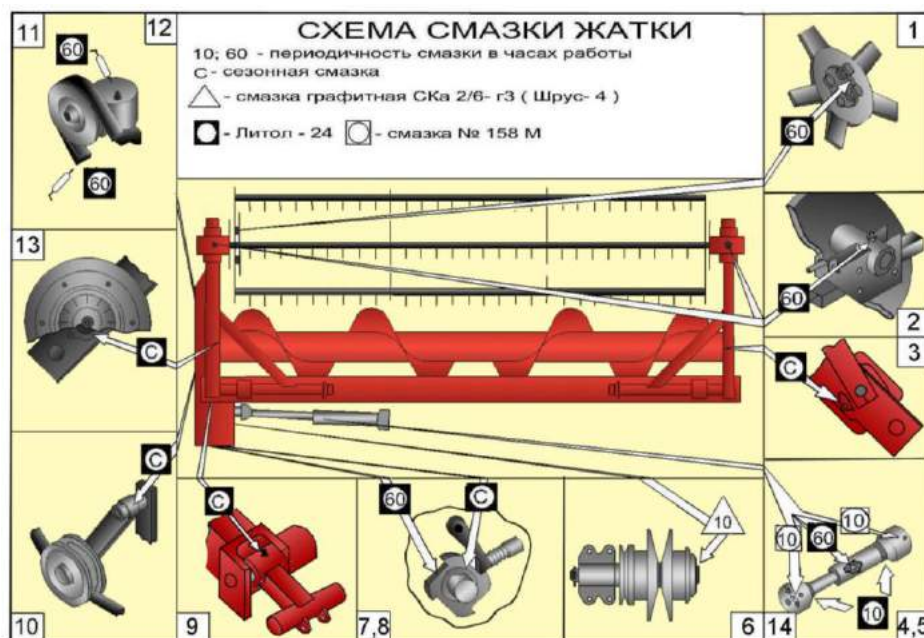 СХЕМА СМАЗКИ ЖАТКИ
10; 60 - периодичность смазки в часах работы
С - сезонная смазка
- смазка графитная СКа 2/6- г3 ( Шрус- 4 )
- Литол - 24
- смазка № 158 М
11
12
60
60
1
60
13
С
60
2
3
С
С
10
С
9
60
С
7,8
10
6
10
10
60
10
14
4,5